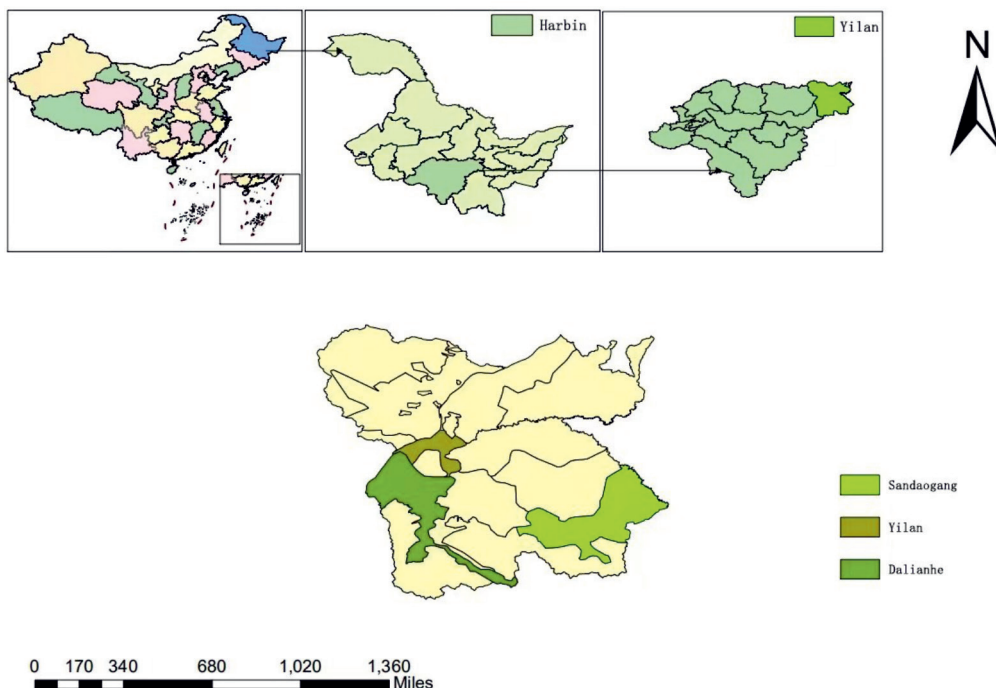 Harbin
Yilan
N
Sandaogang
Yilan
Dalianhe
0 170 340 680 1,020 1,360
Miles